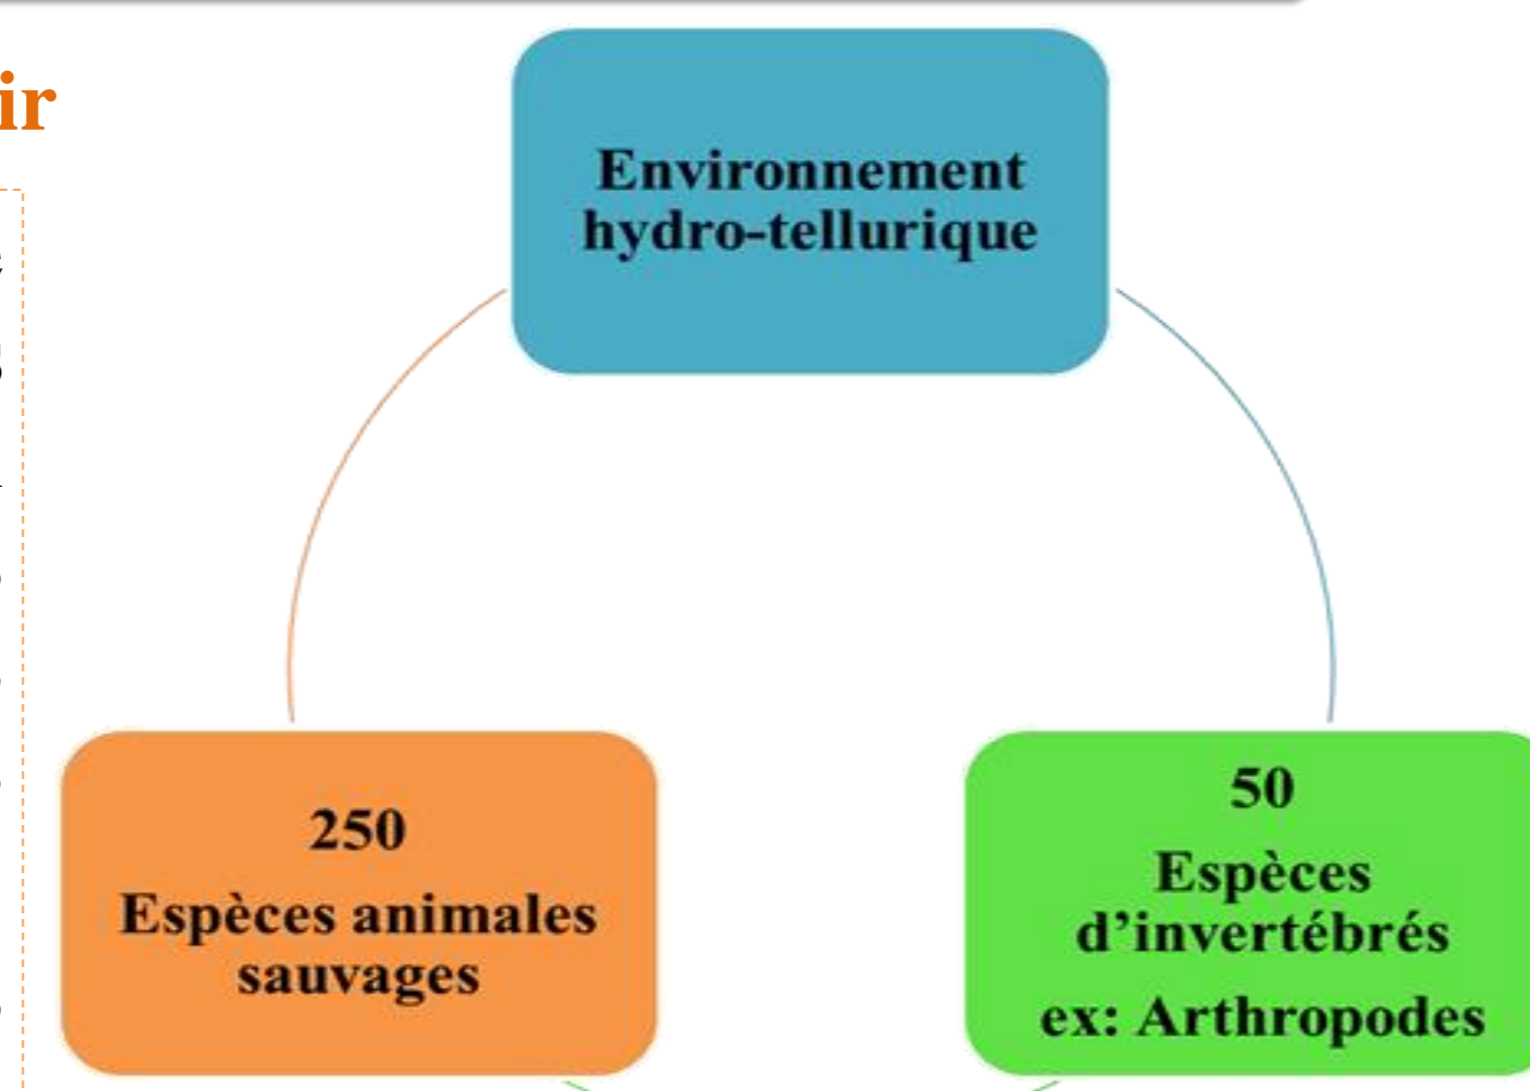 ir
Environnement
hydro-tellurique
250
Espèces animales
sauvages
50
Espèces
d’invertébrés
ex: Arthropodes